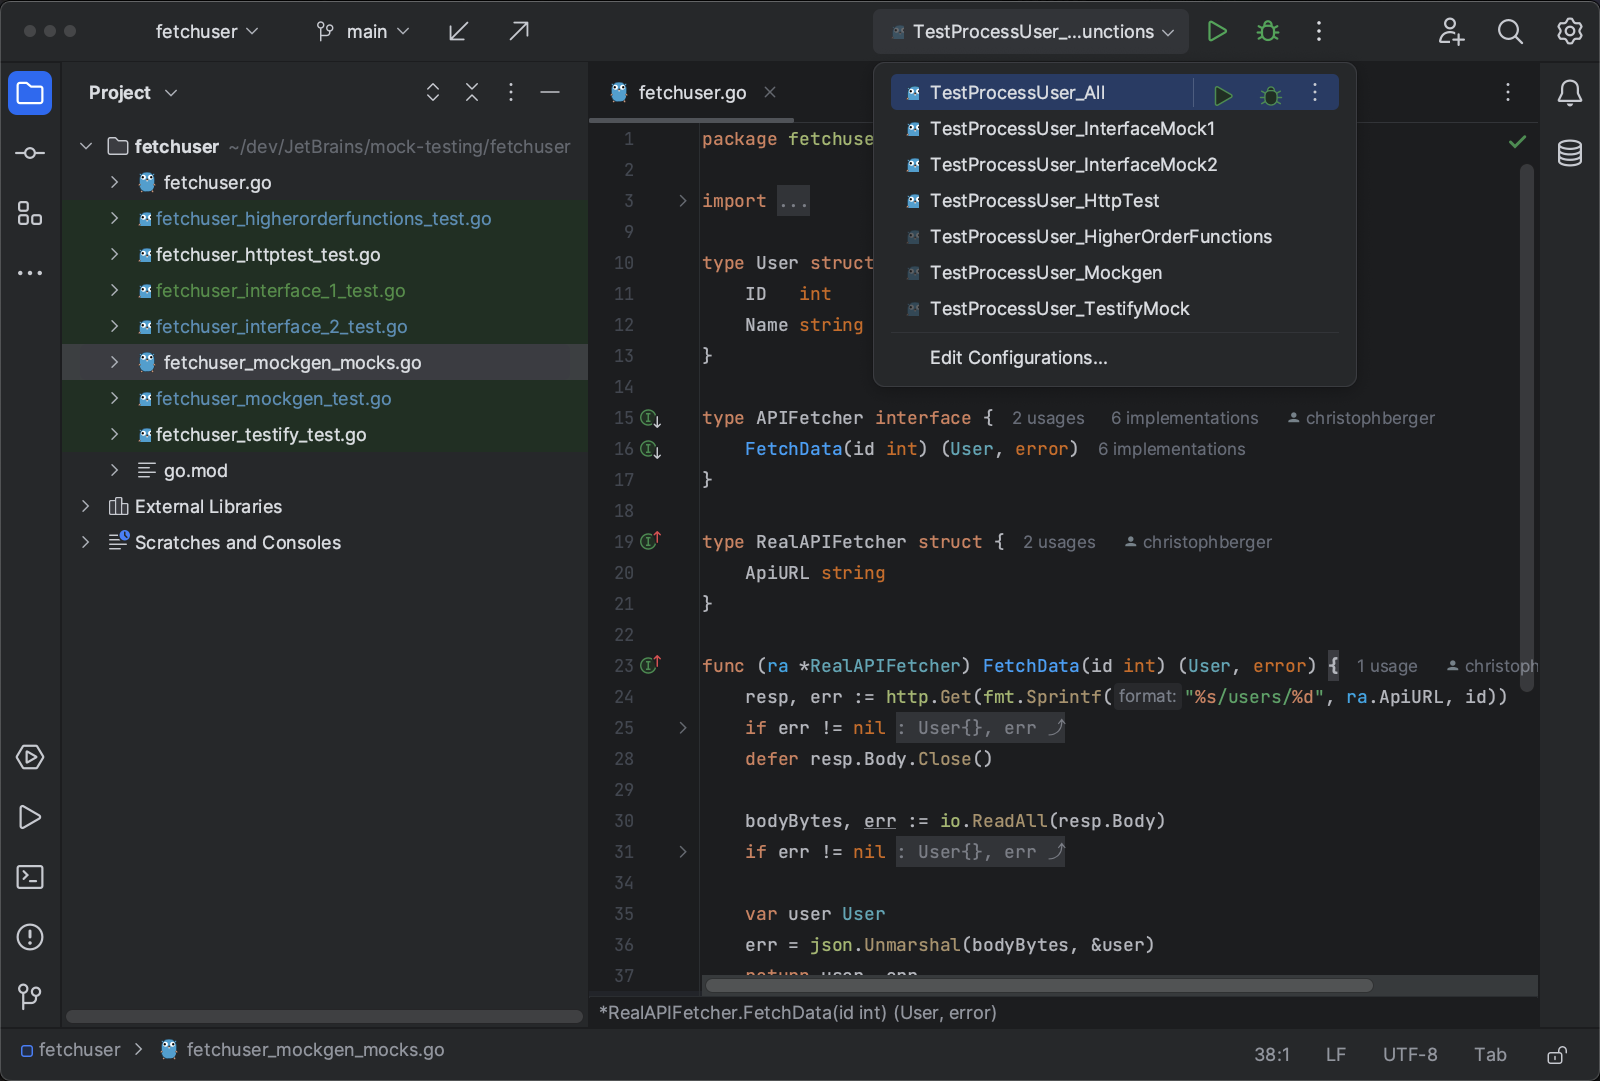 fetchuser
main
TestProcessUser_...unctions
Project
fetchuser ~/dev/JetBrains/mock-testing/fetchuser
fetchuser.go
fetchuser_higherorderfunctions_test.go
fetchuser_httptest_test.go
fetchuser_interface_1_test.go
fetchuser_interface_2_test.go
fetchuser_mockgen_mocks.go
fetchuser_mockgen_test.go
fetchuser_testify_test.go
go.mod
External Libraries
Scratches and Consoles
fetchuser.go
TestProcessUser_All
TestProcessUser_InterfaceMock1
TestProcessUser_InterfaceMock2
TestProcessUser_HttpTest
TestProcessUser_HigherOrderFunctions
TestProcessUser_Mockgen
TestProcessUser_TestifyMock
Edit Configurations...
1 package fetchuse
2
3 import ...
9
10 type User struct
11 ID int
12 Name string
13 }
14
15 type APIFetcher interface { 2 usages 6 implementations christophberger
16 FetchData(id int) (User, error) 6 implementations
17 }
18
19 type RealAPIFetcher struct { 2 usages christophberger
20 ApiURL string
21 }
22
23 func (ra *RealAPIFetcher) FetchData(id int) (User, error) { 1 usage christoph
24 resp, err := http.Get(fmt.Sprintf( format: "%s/users/%d", ra.ApiURL, id))
25 if err != nil : User{}, err
28 defer resp.Body.Close()
29
30 bodyBytes, err := io.ReadAll(resp.Body)
31 if err != nil : User{}, err
34
35 var user User
36 err = json.Unmarshal(bodyBytes, &user)
37 return user, err
*RealAPIFetcher.FetchData(id int) (User, error)
fetchuser > fetchuser_mockgen_mocks.go
38:1 LF UTF-8 Tab